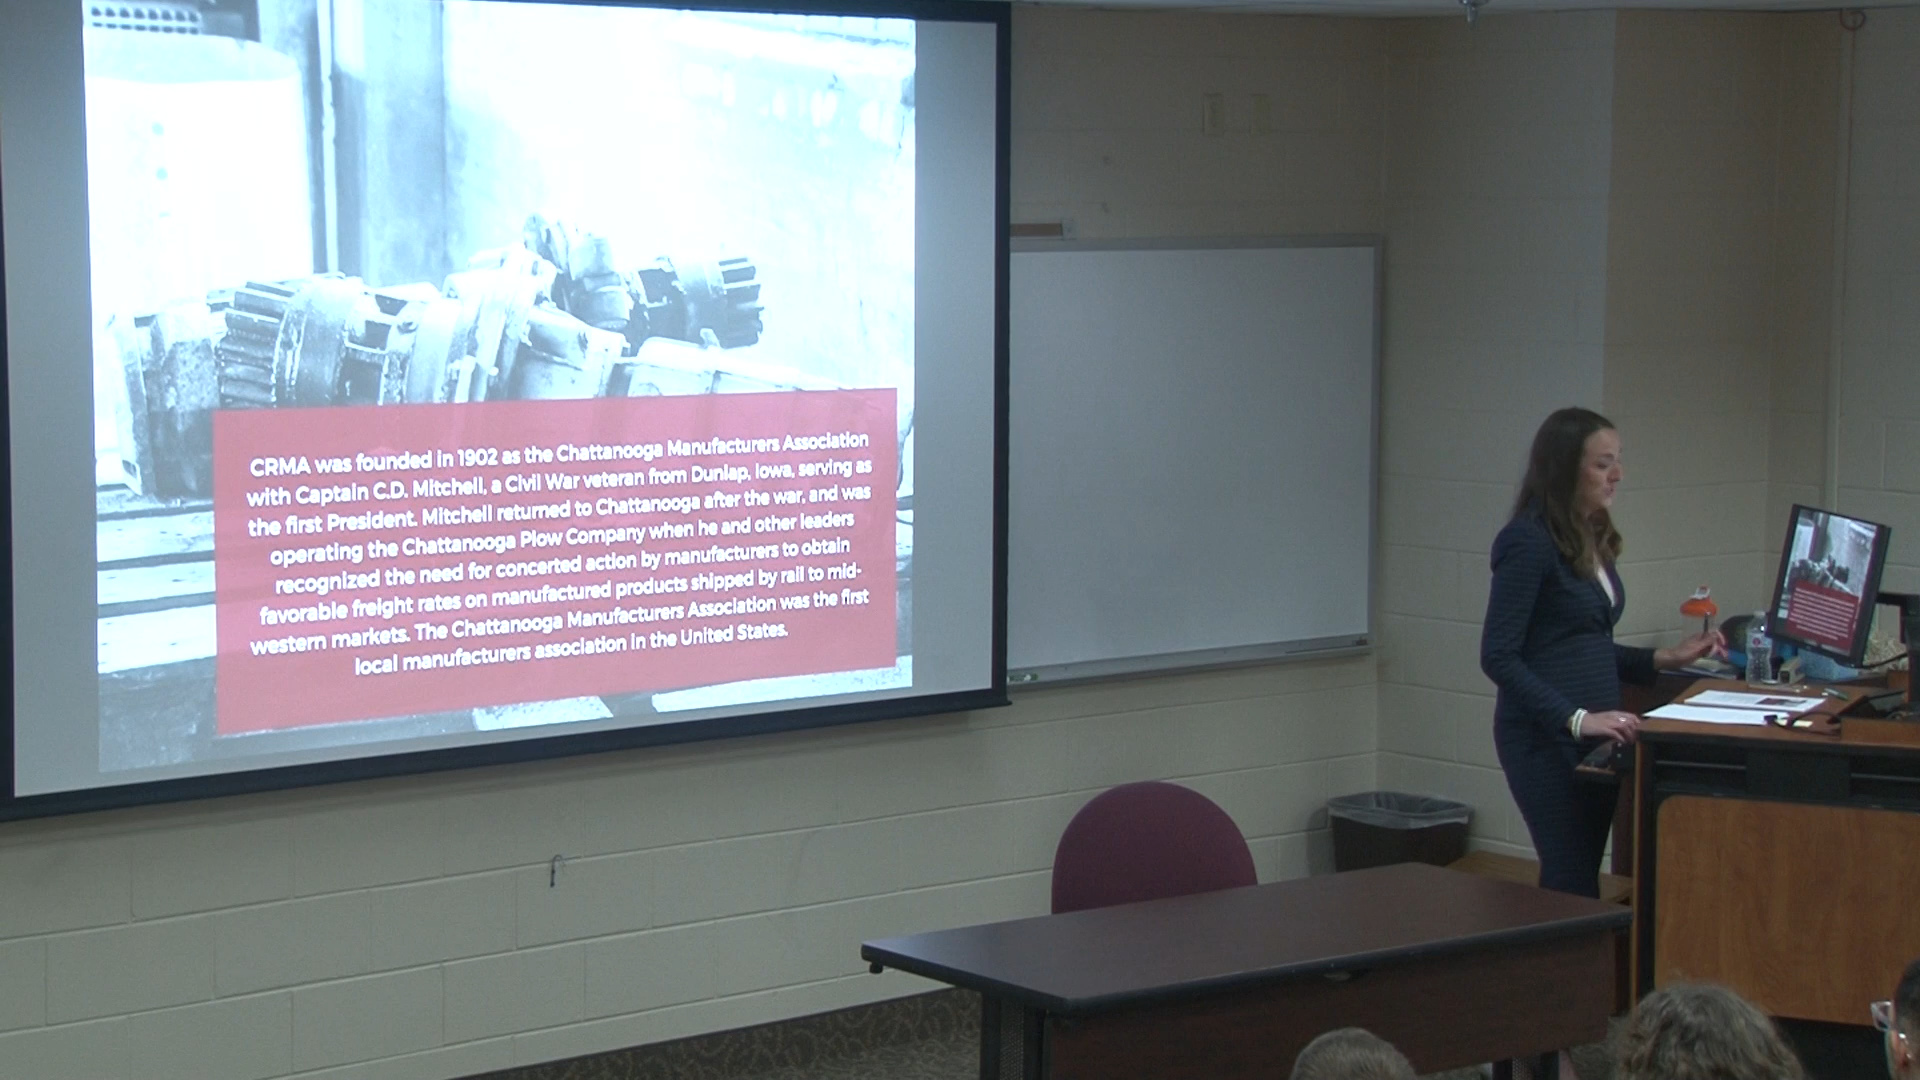 CRMA was founded in 1902 as the Chattanooga Manufacturers Association
with Captain C.D. Mitchell, a Civil War veteran from Dunlap, Iowa, serving as
the first President. Mitchell returned to Chattanooga after the war, and was
operating the Chattanooga Plow Company when he and other leaders
recognized the need for concerted action by manufacturers to obtain
favorable freight rates on manufactured products shipped by rail to mid-
western markets. The Chattanooga Manufacturers Association was the first
local manufacturers association in the United States.